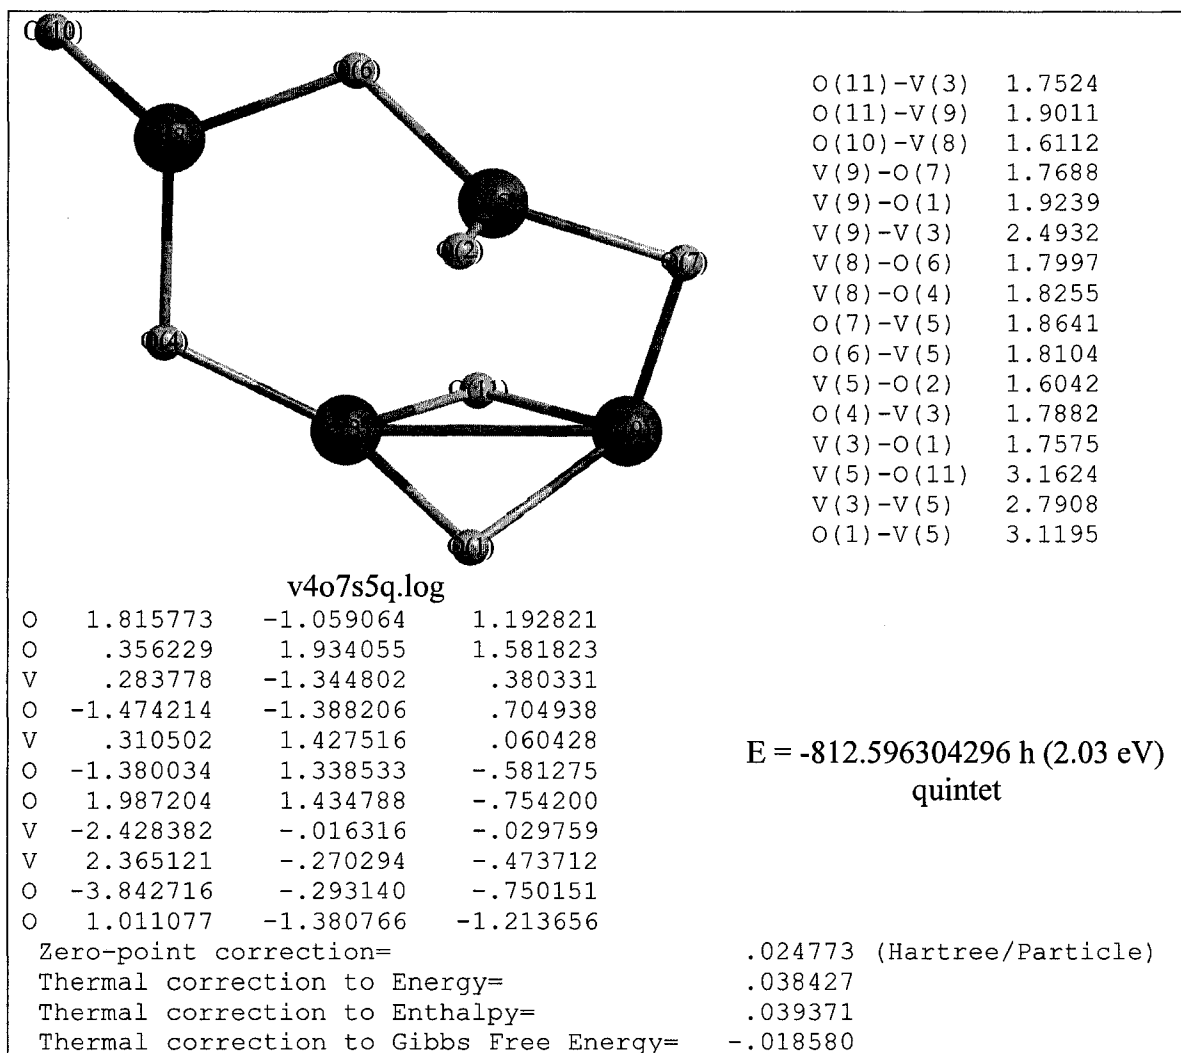 O(11)-V(3) 1.7524
O(11)-V(9) 1.9011
O(10)-V(8) 1.6112
V(9)-O(7) 1.7688
V(9)-O(1) 1.9239
V(9)-V(3) 2.4932
V(8)-O(6) 1.7997
V(8)-O(4) 1.8255
O(7)-V(5) 1.8641
O(6)-V(5) 1.8104
V(5)-O(2) 1.6042
O(4)-V(3) 1.7882
V(3)-O(1) 1.7575
V(5)-O(11) 3.1624
V(3)-V(5) 2.7908
O(1)-V(5) 3.1195
v4o7s5q.log
O 1.815773 -1.059064 1.192821
O .356229 1.934055 1.581823
V .283778 -1.344802 .380331
O -1.474214 -1.388206 .704938
V .310502 1.427516 .060428
O -1.380034 1.338533 -.581275
O 1.987204 1.434788 -.754200
V -2.428382 -.016316 -.029759
V 2.365121 -.270294 -.473712
O -3.842716 -.293140 -.750151
O 1.011077 -1.380766 -1.213656
E = -812.596304296 h (2.03 eV)
quintet
Zero-point correction= .024773 (Hartree/Particle)
Thermal correction to Energy= .038427
Thermal correction to Enthalpy= .039371
Thermal correction to Gibbs Free Energy= -.018580